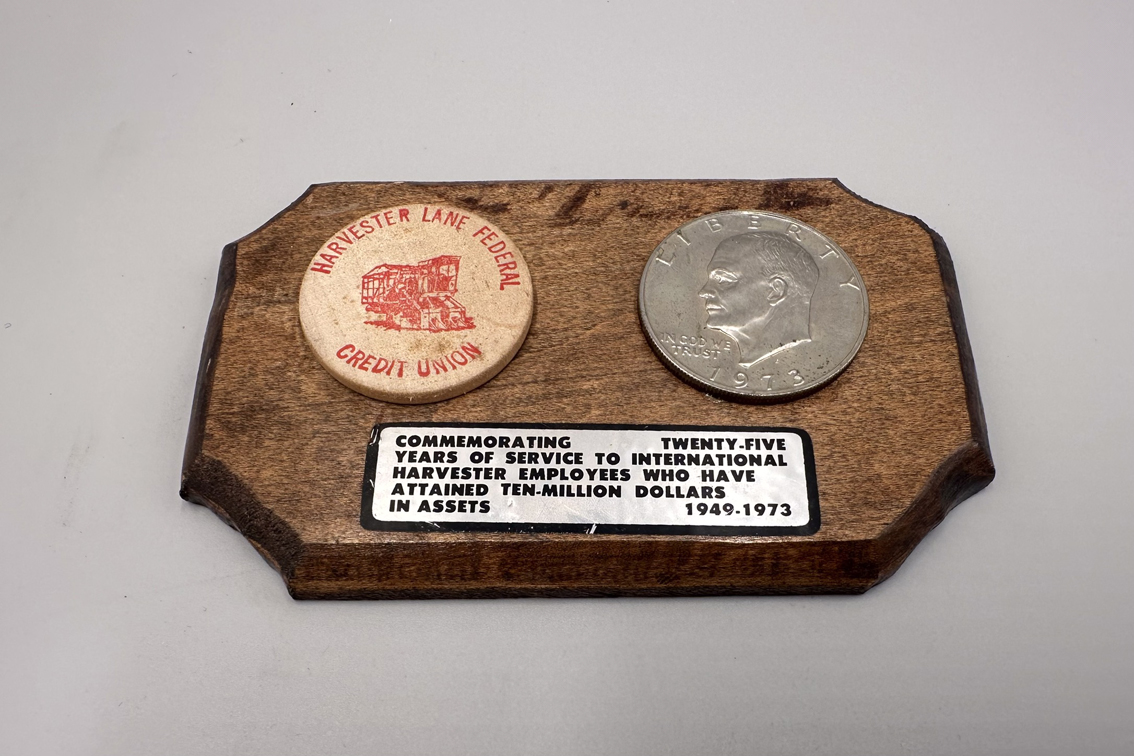 HARVESTER LANE FEDERAL
CREDIT UNION
LIBERTY
IN GOD WE
TRUST
1973
COMMEMORATING TWENTY-FIVE
YEARS OF SERVICE TO INTERNATIONAL
HARVESTER EMPLOYEES WHO HAVE
ATTAINED TEN-MILLION DOLLARS
IN ASSETS 1949-1973